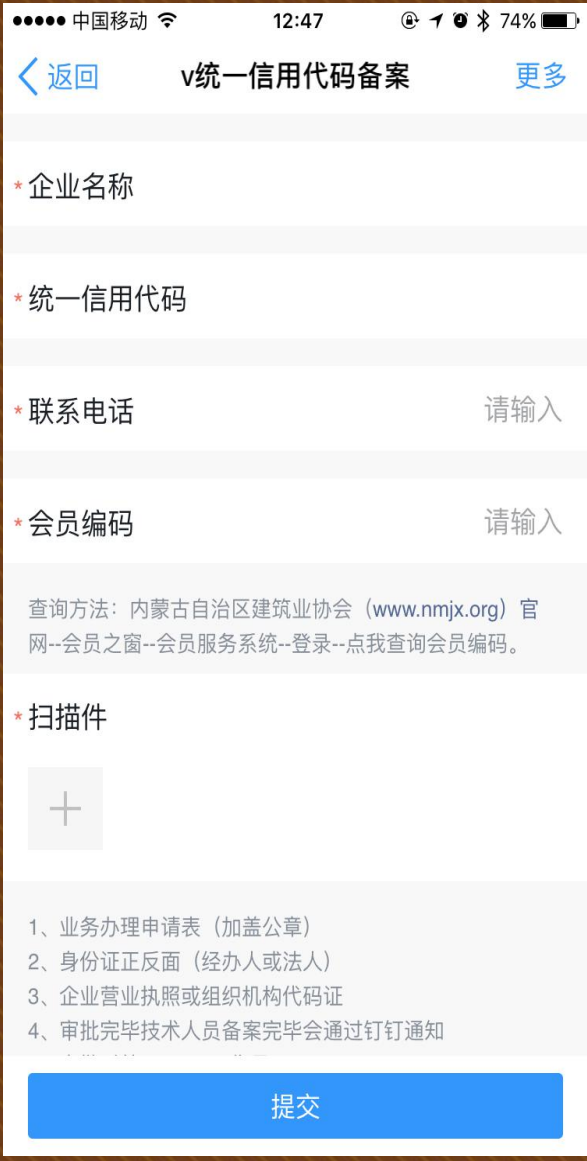 中国移动 12:47 74%
返回 v统一信用代码备案 更多
* 企业名称
* 统一信用代码
* 联系电话 请输入
* 会员编码 请输入
查询方法：内蒙古自治区建筑业协会（www.nmjx.org）官
网--会员之窗--会员服务系统--登录--点我查询会员编码。
* 扫描件
1、业务办理申请表（加盖公章）
2、身份证正反面（经办人或法人）
3、企业营业执照或组织机构代码证
4、审批完毕技术人员备案完毕会通过钉钉通知
提交